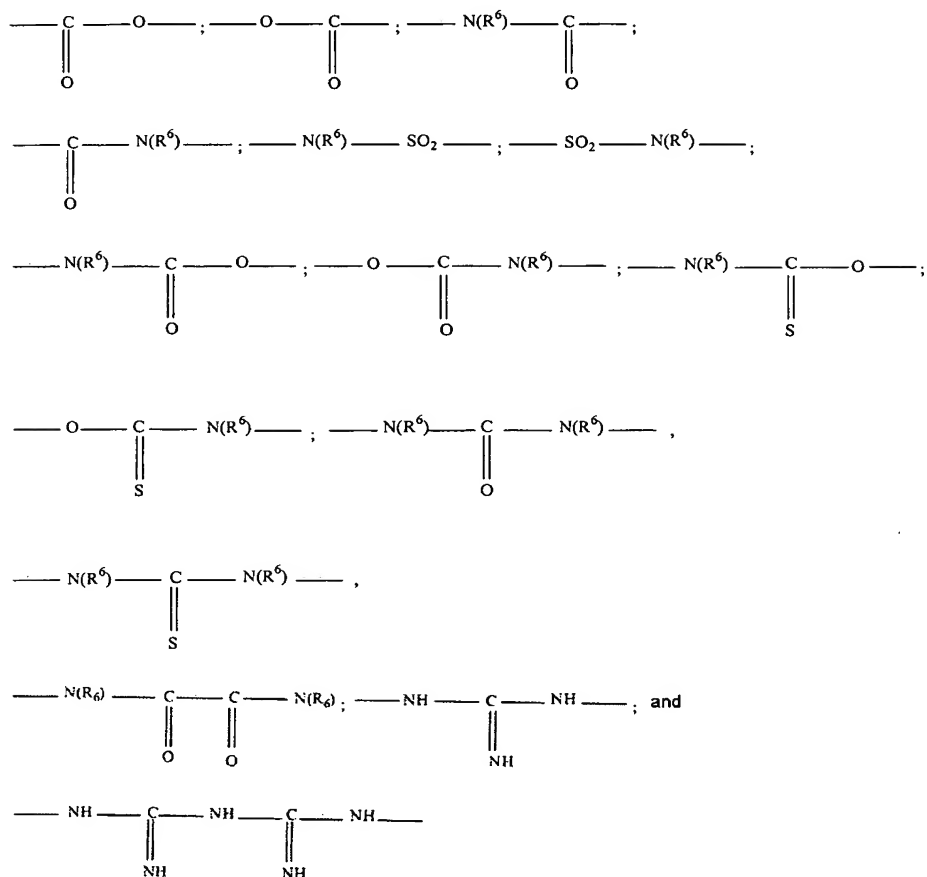 C O ; O C ; N(R⁶) C ;
O O O
C N(R⁶) ; N(R⁶) SO₂ ; SO₂ N(R⁶) ;
O
N(R⁶) C O ; O C N(R⁶) ; N(R⁶) C O ;
O O S
O C N(R⁶) ; N(R⁶) C N(R⁶) ,
S O
N(R⁶) C N(R⁶) ,
S
N(R₆) C C N(R₆) ; NH C NH ; and
O O NH
NH C NH C NH
NH NH